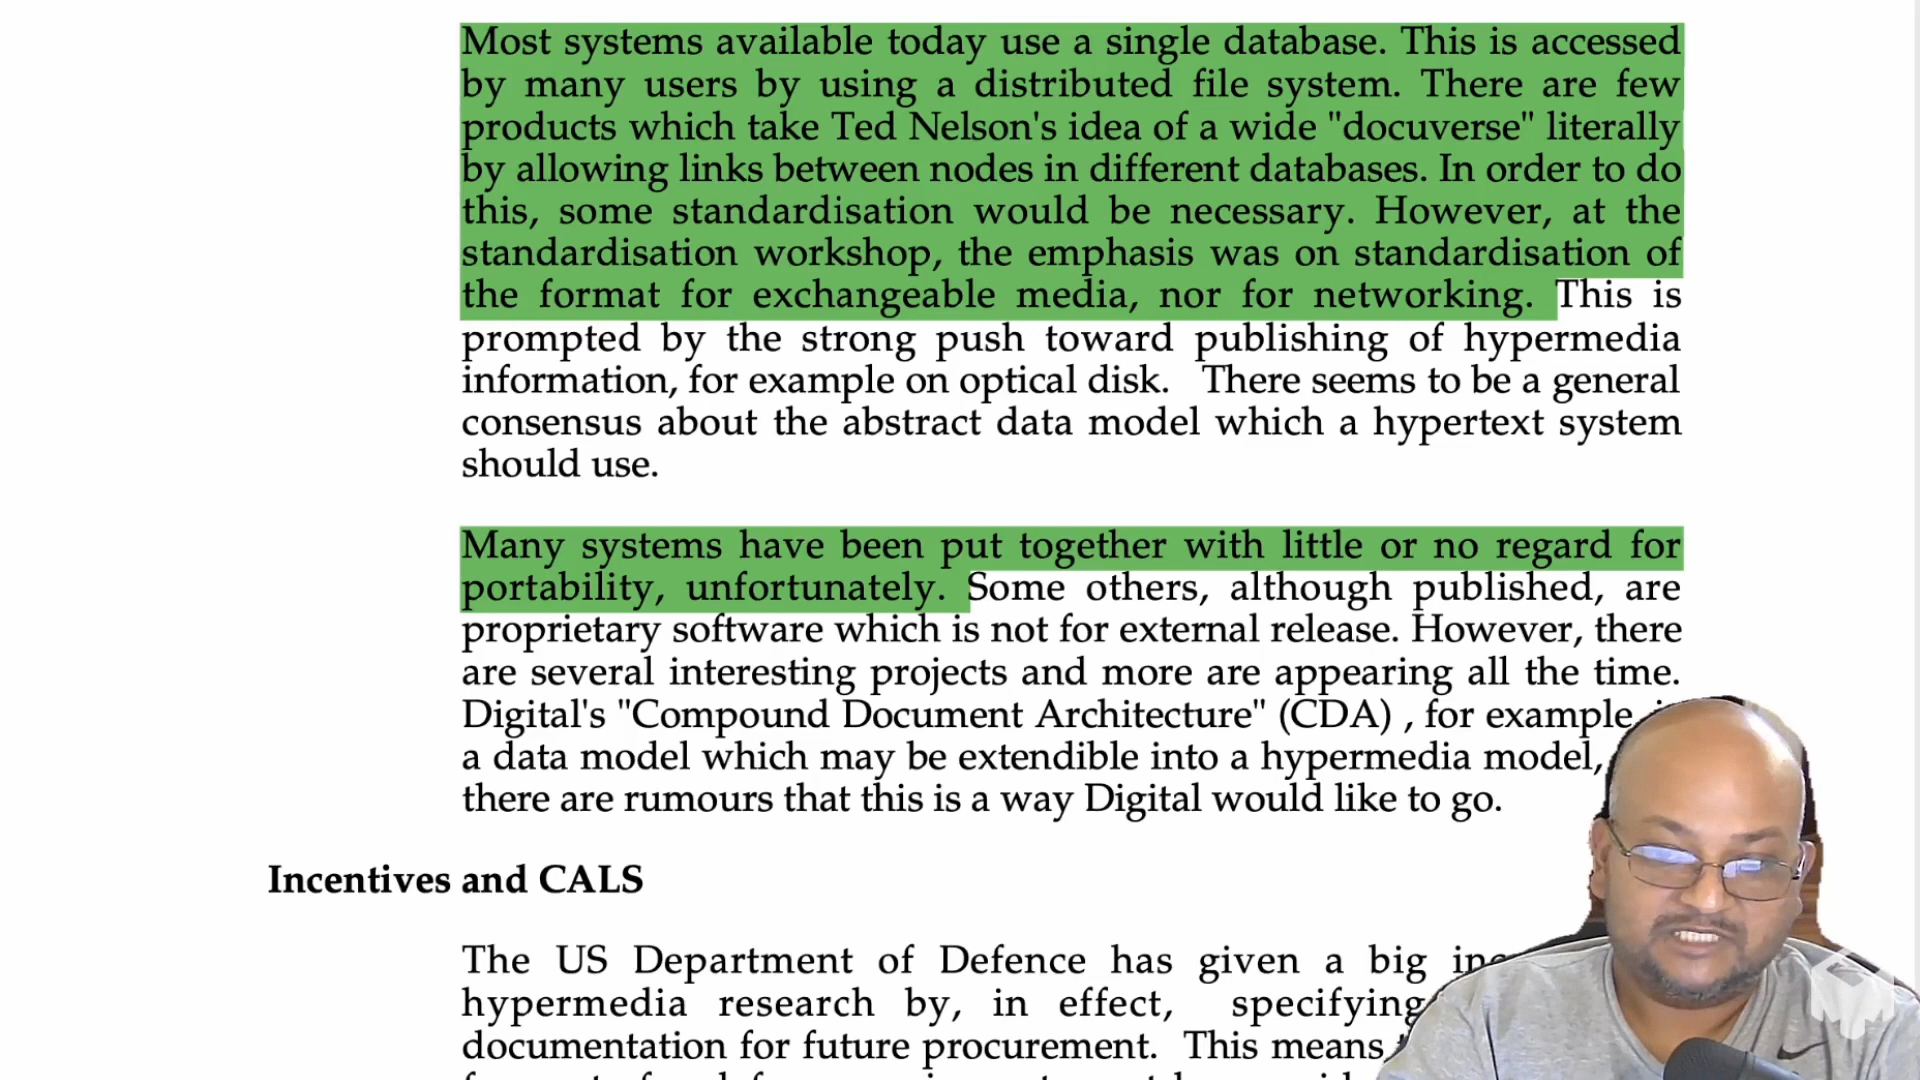 Most systems available today use a single database. This is accessed
by many users by using a distributed file system. There are few
products which take Ted Nelson's idea of a wide "docuverse" literally
by allowing links between nodes in different databases. In order to do
this, some standardisation would be necessary. However, at the
standardisation workshop, the emphasis was on standardisation of
the format for exchangeable media, nor for networking. This is
prompted by the strong push toward publishing of hypermedia
information, for example on optical disk. There seems to be a general
consensus about the abstract data model which a hypertext system
should use.
Many systems have been put together with little or no regard for
portability, unfortunately. Some others, although published, are
proprietary software which is not for external release. However, there
are several interesting projects and more are appearing all the time.
Digital's "Compound Document Architecture" (CDA) , for example,
a data model which may be extendible into a hypermedia model,
there are rumours that this is a way Digital would like to go.
Incentives and CALS
The US Department of Defence has given a big
hypermedia research by, in effect, specifying
documentation for future procurement. This means